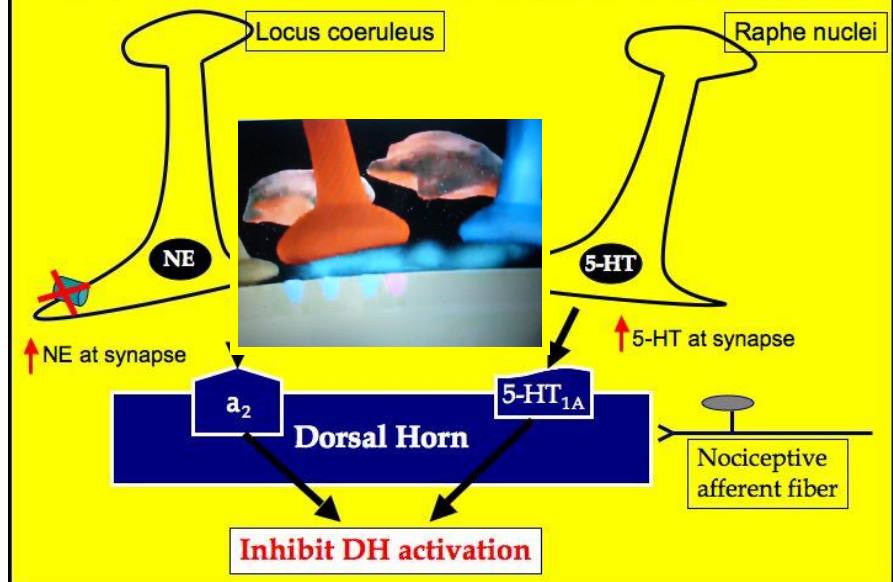 Locus coeruleus
Raphe nuclei
NE
5-HT
NE at synapse
5-HT at synapse
a₂
5-HT₁A
Dorsal Horn
Nociceptive
afferent fiber
Inhibit DH activation